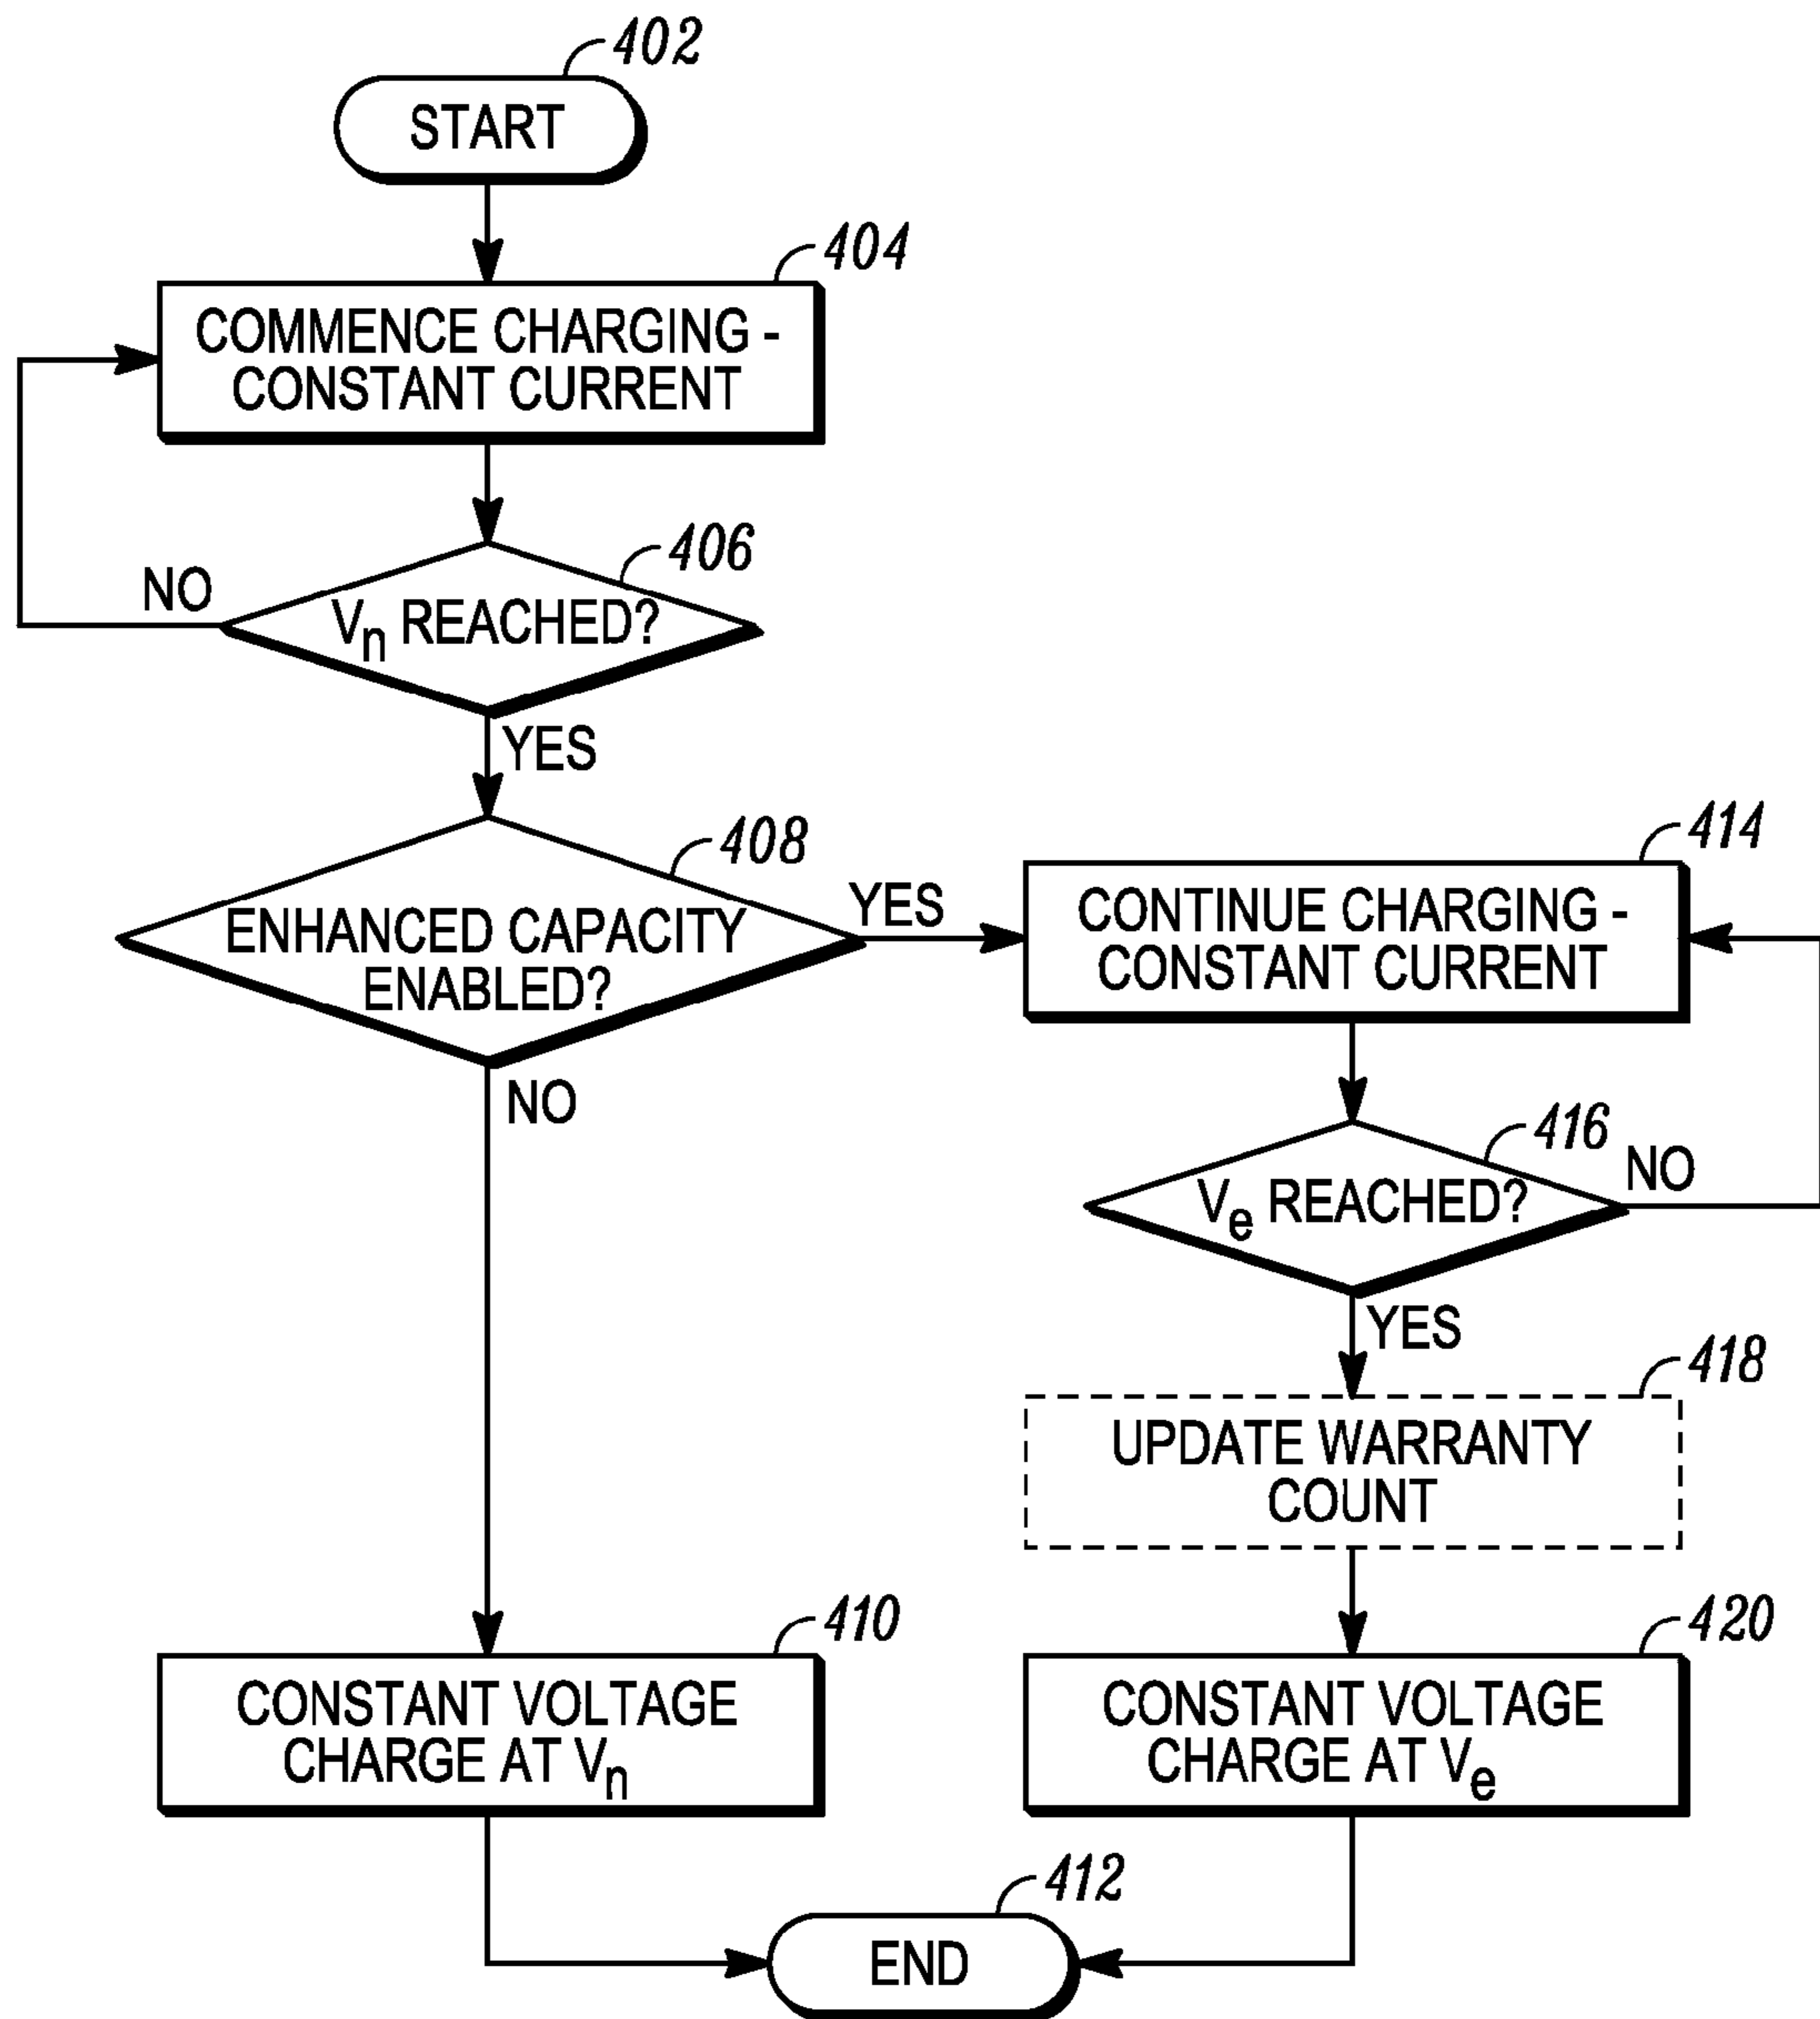 402
START
404
COMMENCE CHARGING -
CONSTANT CURRENT
406
NO
Vn REACHED?
YES
408
ENHANCED CAPACITY
ENABLED?
YES
NO
414
CONTINUE CHARGING -
CONSTANT CURRENT
416
Ve REACHED?
NO
YES
418
UPDATE WARRANTY
COUNT
410
CONSTANT VOLTAGE
CHARGE AT Vn
420
CONSTANT VOLTAGE
CHARGE AT Ve
412
END